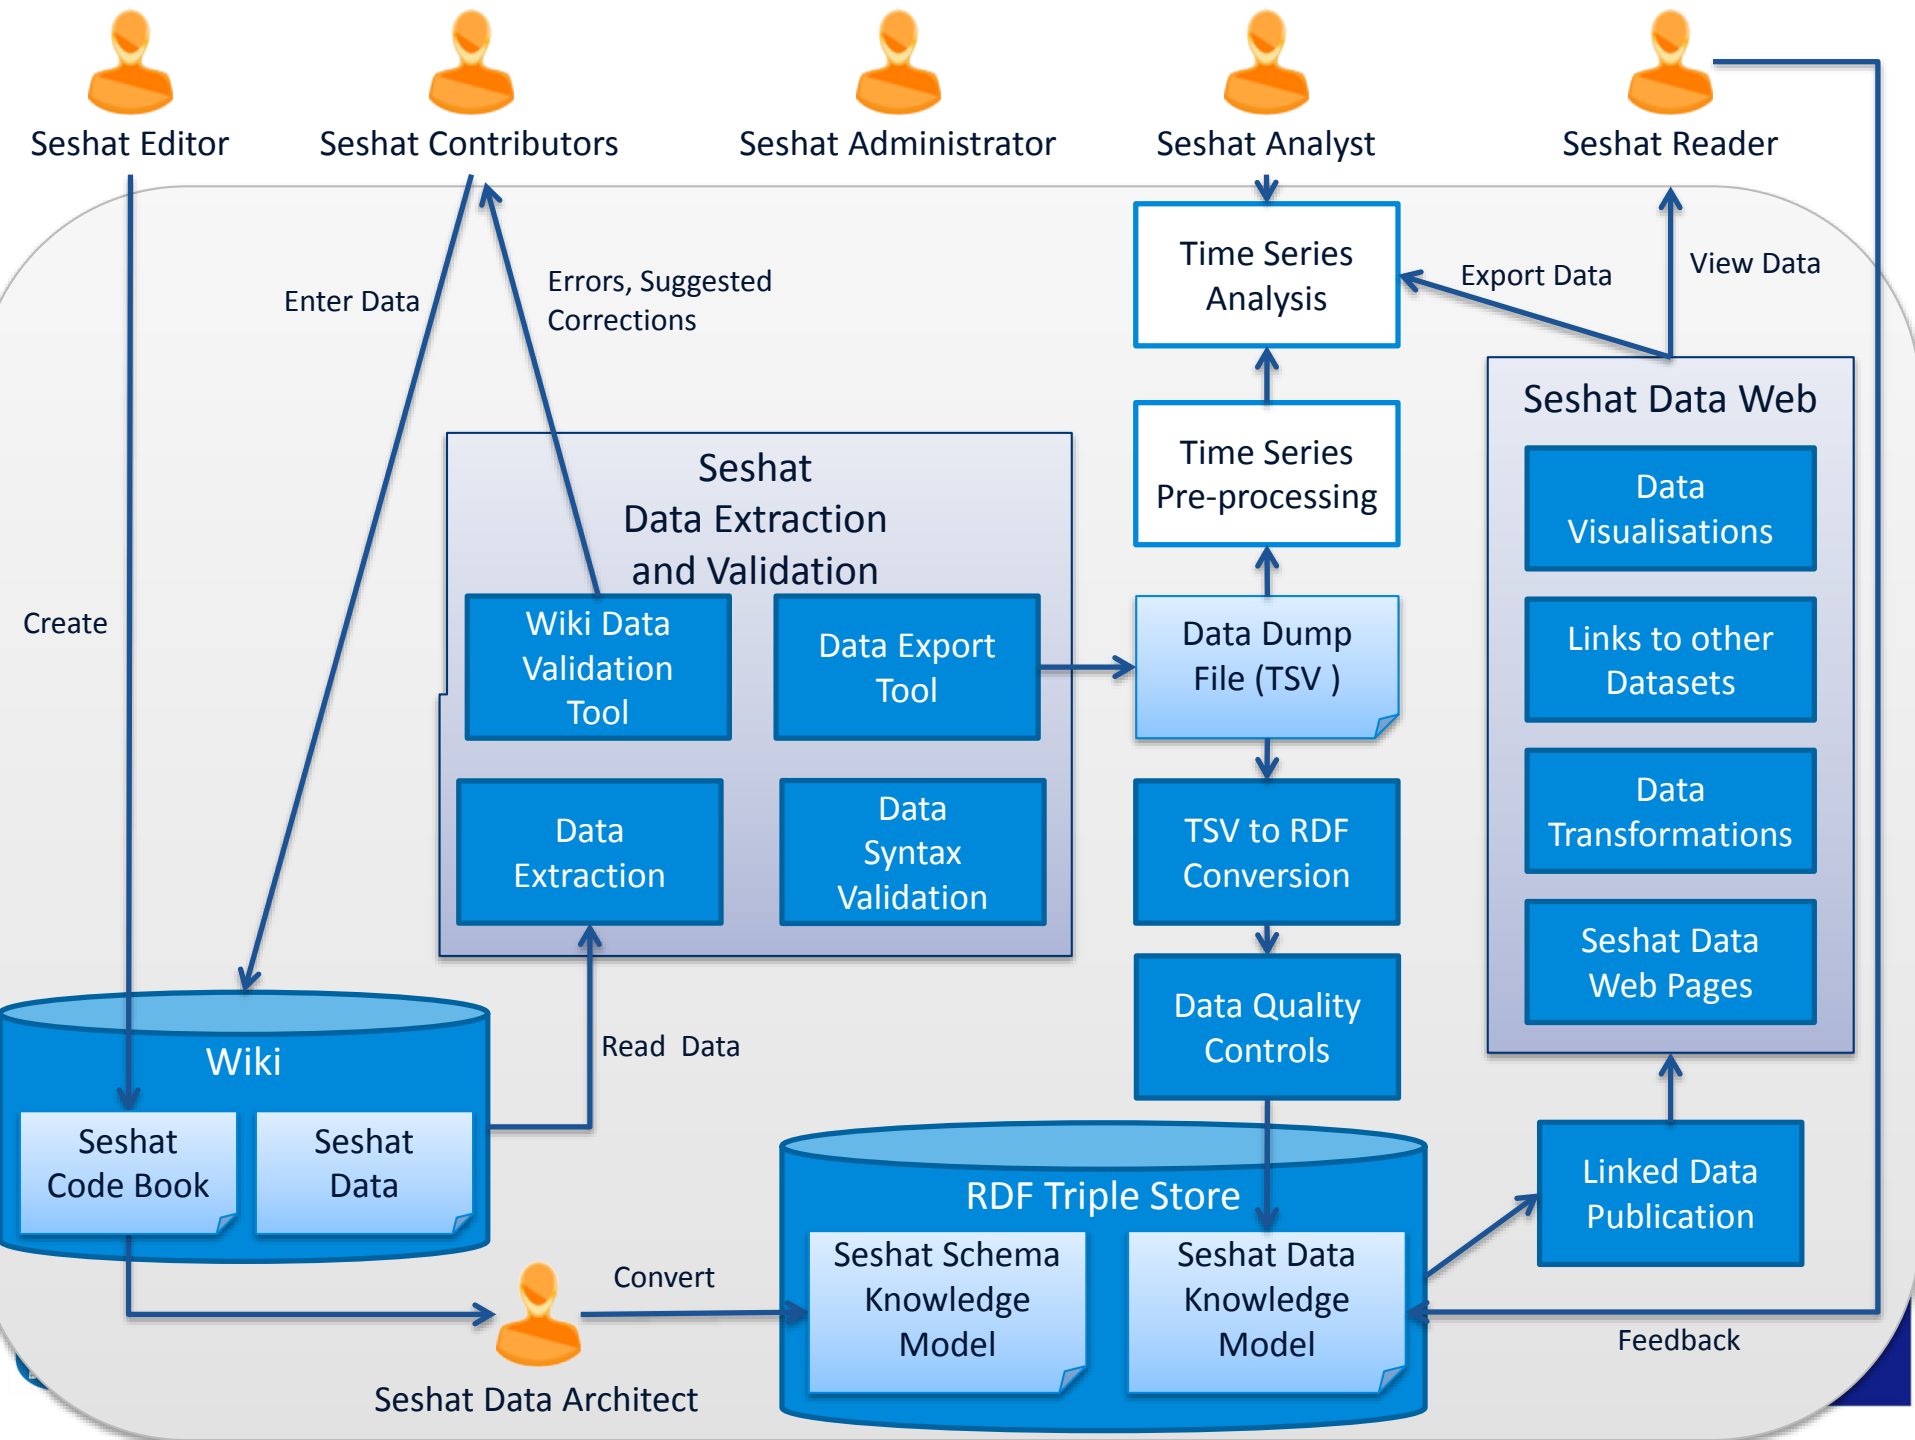 Seshat Editor
Seshat Contributors
Seshat Administrator
Seshat Analyst
Seshat Reader
Enter Data
Errors, Suggested
Corrections
Time Series
Analysis
Export Data
View Data
Create
Seshat
Data Extraction
and Validation
Wiki Data
Validation
Tool
Data Export
Tool
Data
Extraction
Data
Syntax
Validation
Time Series
Pre-processing
Data Dump
File (TSV )
TSV to RDF
Conversion
Data Quality
Controls
Seshat Data Web
Data
Visualisations
Links to other
Datasets
Data
Transformations
Seshat Data
Web Pages
Wiki
Seshat
Code Book
Seshat
Data
Read  Data
RDF Triple Store
Seshat Schema
Knowledge
Model
Seshat Data
Knowledge
Model
Linked Data
Publication
Convert
Feedback
Seshat Data Architect